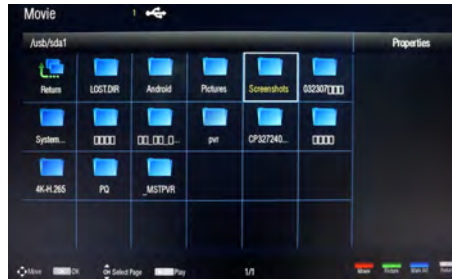 Movie 1
/usb/sda1 Properties
Return LOST.DIR Android Pictures Screenshots 032307□□□
System... □□□□ □□_□□_□... pvr CP327240... □□□□
4K-H.265 PQ _MSTPVR
Move OK Select Page Play 1/1